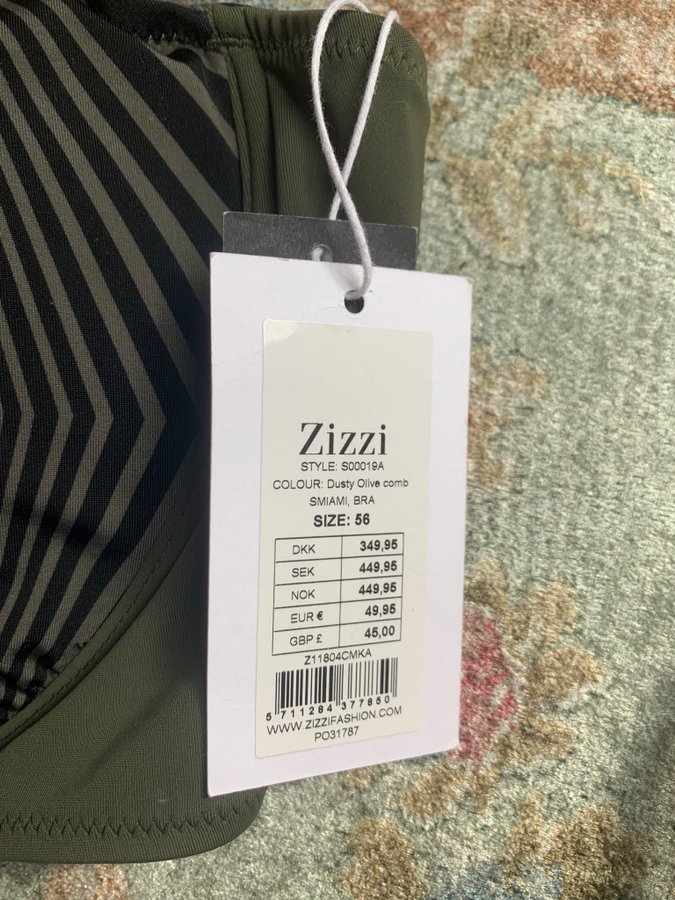 Zizzi
STYLE: S00019A
COLOUR: Dusty Olive comb
SMIAMI, BRA
SIZE: 56
DKK 349,95
SEK 449,95
NOK 449,95
EUR € 49,95
GBP £ 45,00
Z11804CMKA
5 711284 377850
WWW.ZIZZIFASHION.COM
PO31787